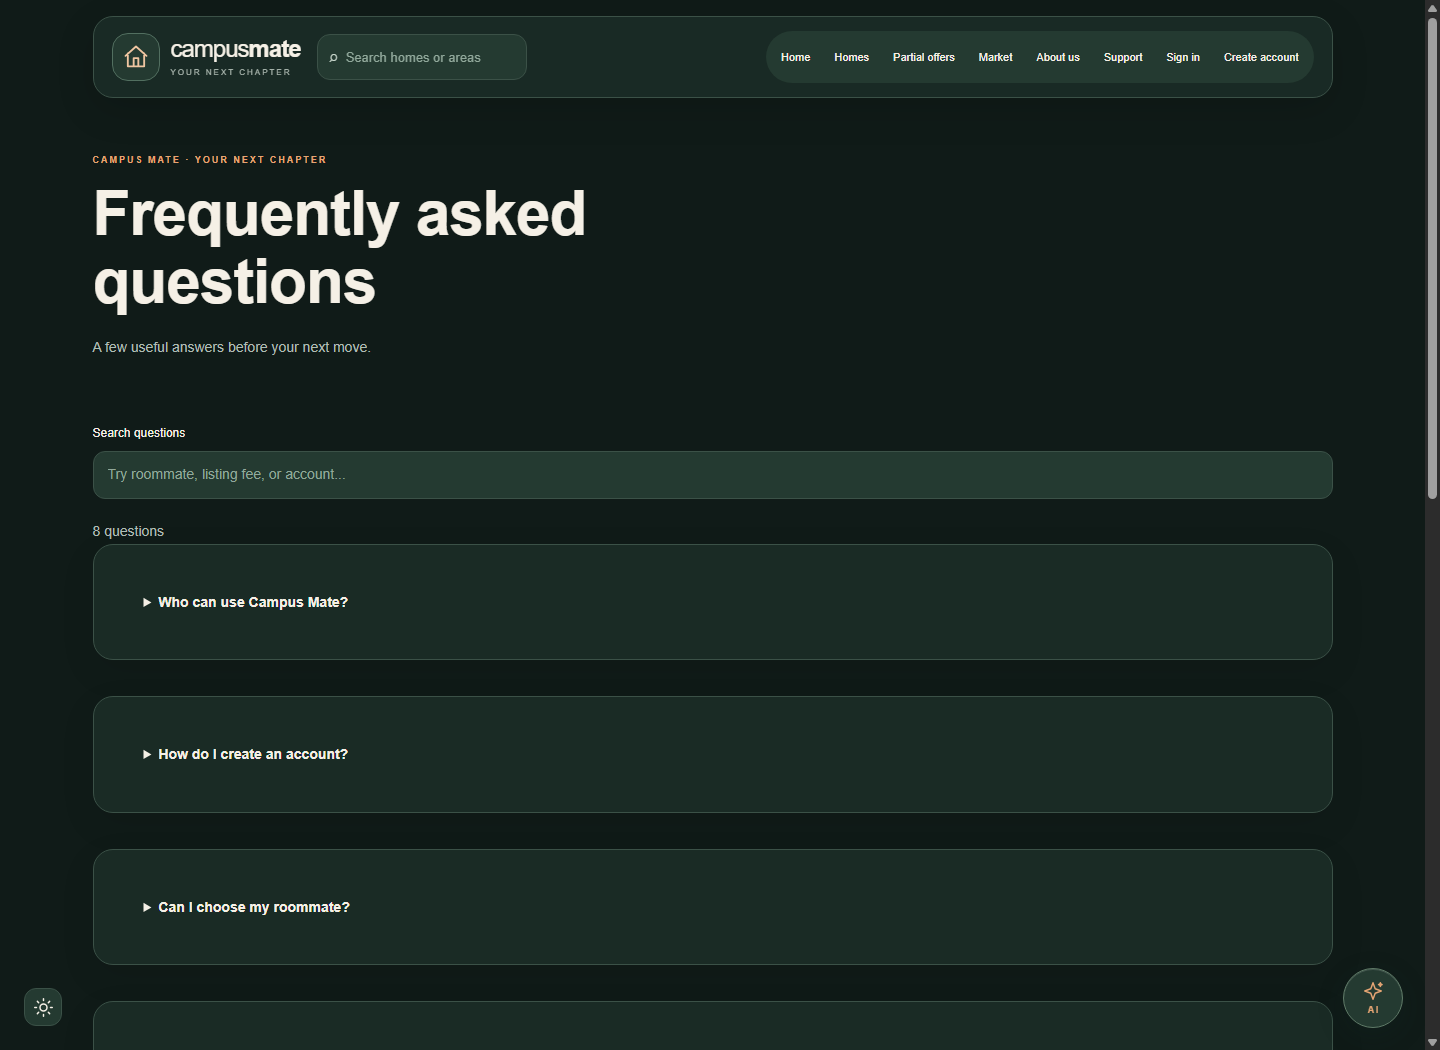 campusmate
YOUR NEXT CHAPTER
Search homes or areas
Home Homes Partial offers Market About us Support Sign in Create account
CAMPUS MATE · YOUR NEXT CHAPTER
Frequently asked
questions
A few useful answers before your next move.
Search questions
Try roommate, listing fee, or account...
8 questions
Who can use Campus Mate?
How do I create an account?
Can I choose my roommate?
AI